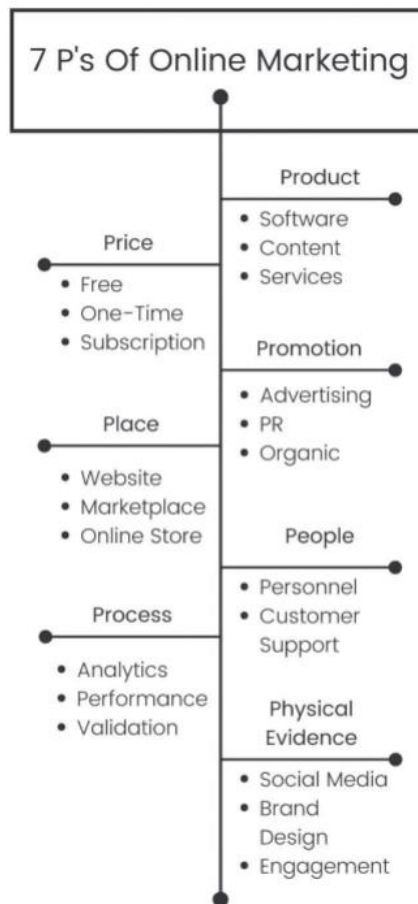 7 P's Of Online Marketing
Product
• Software
• Content
• Services
Price
• Free
• One-Time
• Subscription
Promotion
• Advertising
• PR
• Organic
Place
• Website
• Marketplace
• Online Store
People
• Personnel
• Customer
Support
Process
• Analytics
• Performance
• Validation
Physical
Evidence
• Social Media
• Brand
Design
• Engagement